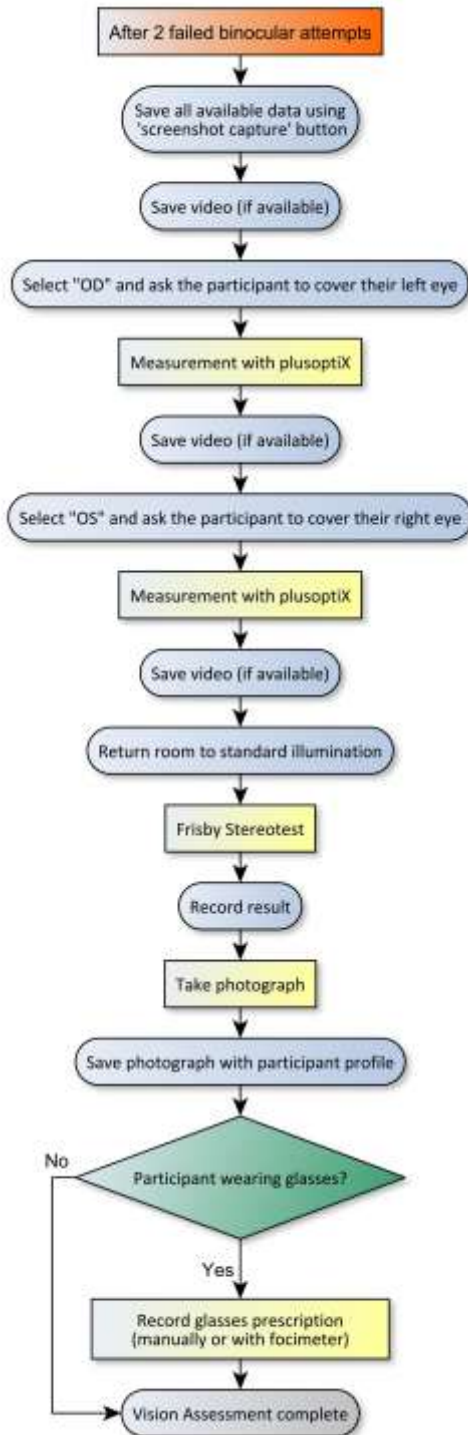 After 2 failed binocular attempts
Save all available data using
'screenshot capture' button
Save video (if available)
Select "OD" and ask the participant to cover their left eye
Measurement with plusoptiX
Save video (if available)
Select "OS" and ask the participant to cover their right eye
Measurement with plusoptiX
Save video (if available)
Return room to standard illumination
Frisby Stereotest
Record result
Take photograph
Save photograph with participant profile
No
Participant wearing glasses?
Yes
Record glasses prescription
(manually or with focimeter)
Vision Assessment complete